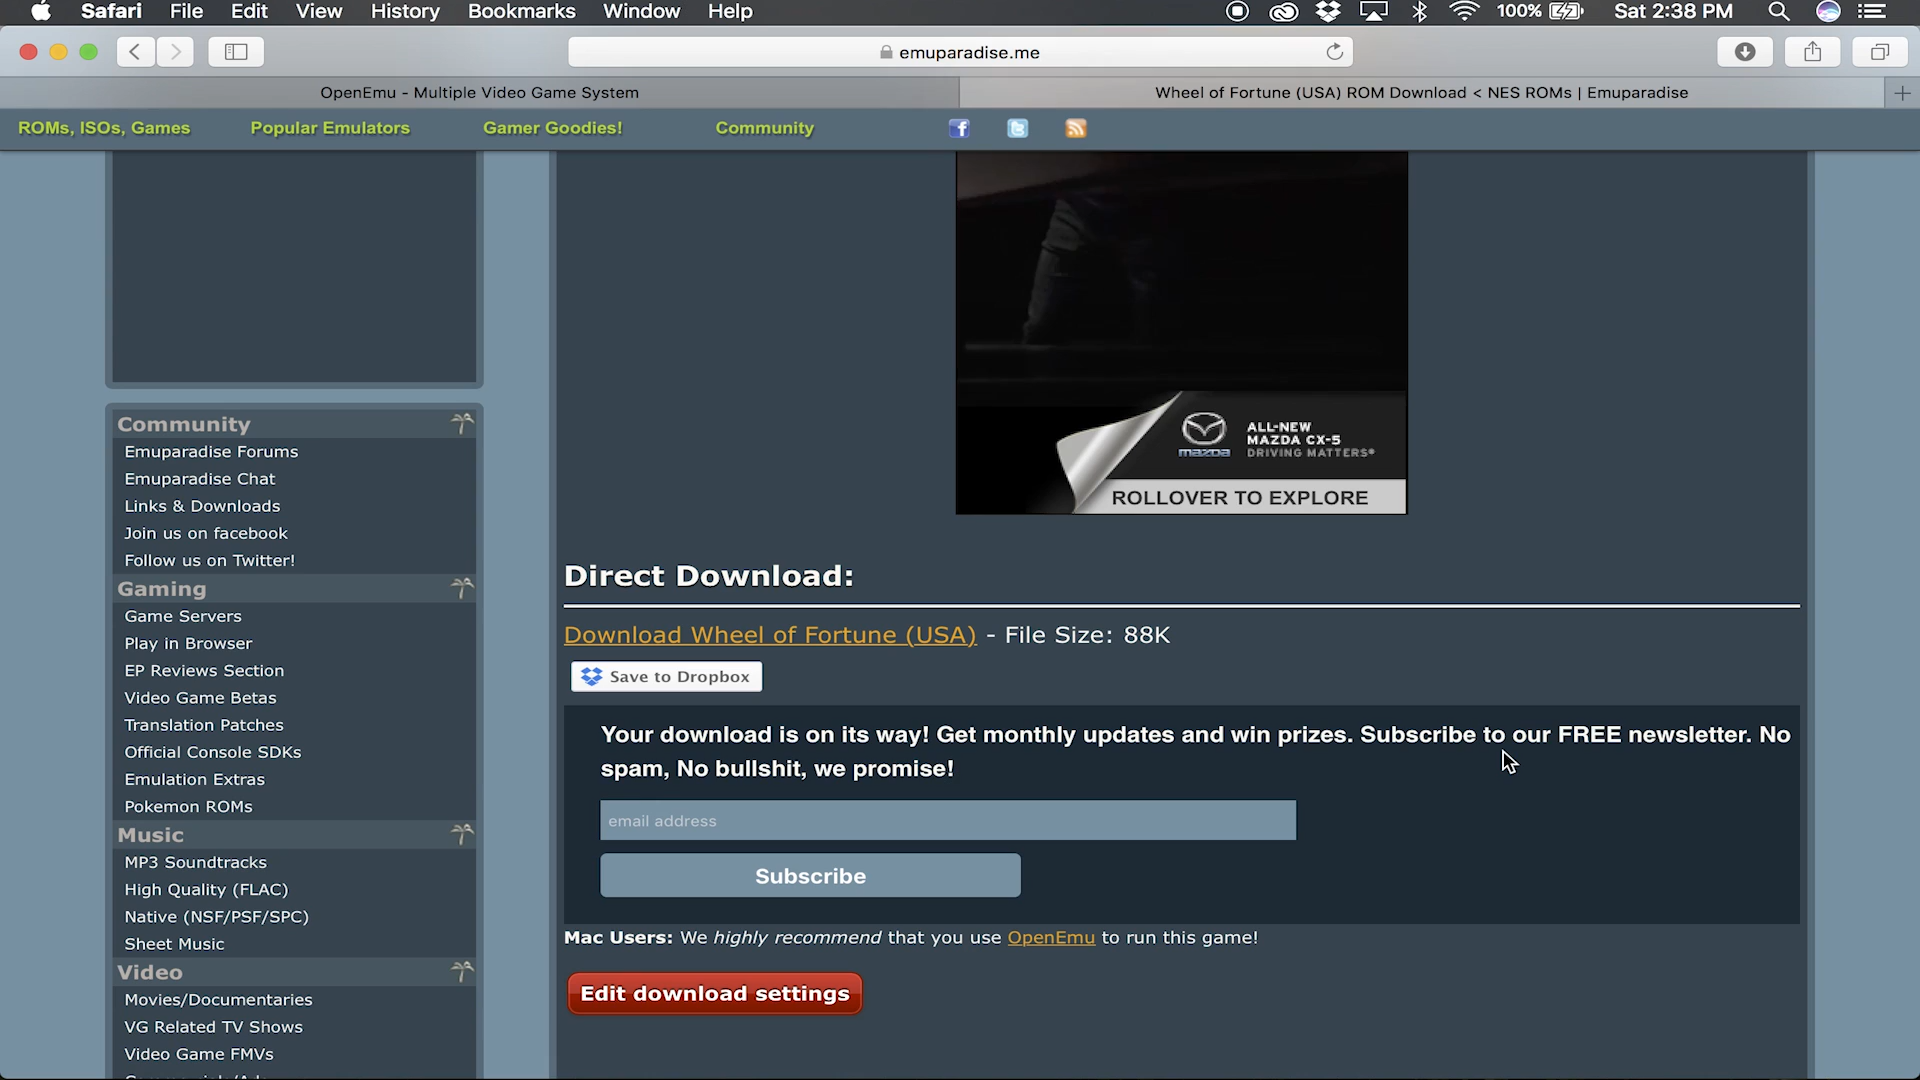 Safari File Edit View History Bookmarks Window Help 100% Sat 2:38 PM
emuparadise.me
OpenEmu - Multiple Video Game System
Wheel of Fortune (USA) ROM Download < NES ROMs | Emuparadise
ROMs, ISOs, Games Popular Emulators Gamer Goodies! Community
Community
Emuparadise Forums
Emuparadise Chat
Links & Downloads
Join us on facebook
Follow us on Twitter!
Gaming
Game Servers
Play in Browser
EP Reviews Section
Video Game Betas
Translation Patches
Official Console SDKs
Emulation Extras
Pokemon ROMs
Music
MP3 Soundtracks
High Quality (FLAC)
Native (NSF/PSF/SPC)
Sheet Music
Video
Movies/Documentaries
VG Related TV Shows
Video Game FMVs
mazda
ALL-NEW
MAZDA CX-5
DRIVING MATTERS®
ROLLOVER TO EXPLORE
Direct Download:
Download Wheel of Fortune (USA) - File Size: 88K
Save to Dropbox
Your download is on its way! Get monthly updates and win prizes. Subscribe to our FREE newsletter. No
spam, No bullshit, we promise!
email address
Subscribe
Mac Users: We highly recommend that you use OpenEmu to run this game!
Edit download settings